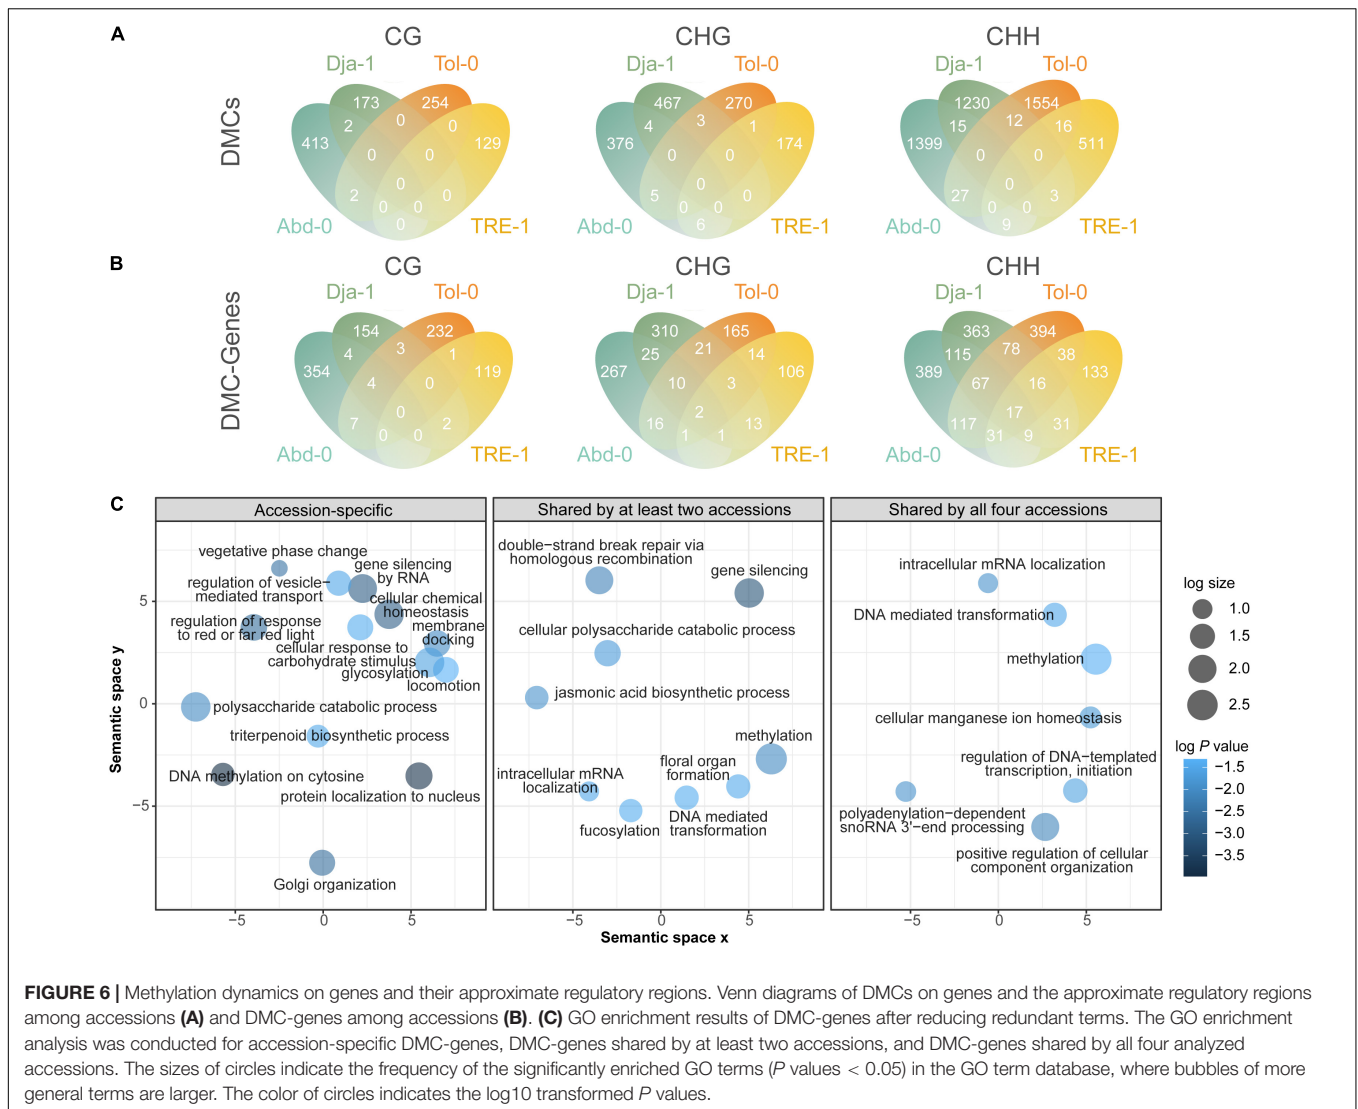 A
CG
CHG
CHH
Dja-1
Tol-0
Dja-1
Tol-0
Dja-1
Tol-0
DMCs
173
254
2
0
0
413
129
0
0
0
2
0
0
0
0
467
270
4
3
1
376
174
0
0
0
5
0
0
0
6
1230
1554
15
12
16
1399
511
0
0
0
27
0
0
3
9
Abd-0
TRE-1
Abd-0
TRE-1
Abd-0
TRE-1
B
CG
CHG
CHH
Dja-1
Tol-0
Dja-1
Tol-0
Dja-1
Tol-0
DMC-Genes
154
232
4
3
1
354
119
4
0
0
7
0
0
2
310
165
25
21
14
267
106
10
3
2
16
1
1
13
363
394
115
78
38
389
133
67
16
17
117
31
9
31
Abd-0
TRE-1
Abd-0
TRE-1
Abd-0
TRE-1
C
Accession-specific
Shared by at least two accessions
Shared by all four accessions
Semantic space y
5
0
−5
vegetative phase change
gene silencing
by RNA
regulation of vesicle−
mediated transport
cellular chemical
homeostasis
regulation of response
to red or far red light
membrane
docking
cellular response to
carbohydrate stimulus
glycosylation
locomotion
polysaccharide catabolic process
triterpenoid biosynthetic process
DNA methylation on cytosine
protein localization to nucleus
Golgi organization
double−strand break repair via
homologous recombination
gene silencing
cellular polysaccharide catabolic process
jasmonic acid biosynthetic process
methylation
floral organ
formation
intracellular mRNA
localization
fucosylation
DNA mediated
transformation
intracellular mRNA localization
DNA mediated transformation
methylation
cellular manganese ion homeostasis
regulation of DNA−templated
transcription, initiation
polyadenylation−dependent
snoRNA 3'−end processing
positive regulation of cellular
component organization
−5
0
5
−5
0
5
−5
0
5
Semantic space x
log size
1.0
1.5
2.0
2.5
log P value
−1.5
−2.0
−2.5
−3.0
−3.5
FIGURE 6 | Methylation dynamics on genes and their approximate regulatory regions. Venn diagrams of DMCs on genes and the approximate regulatory regions
among accessions (A) and DMC-genes among accessions (B). (C) GO enrichment results of DMC-genes after reducing redundant terms. The GO enrichment
analysis was conducted for accession-specific DMC-genes, DMC-genes shared by at least two accessions, and DMC-genes shared by all four analyzed
accessions. The sizes of circles indicate the frequency of the significantly enriched GO terms (P values < 0.05) in the GO term database, where bubbles of more
general terms are larger. The color of circles indicates the log10 transformed P values.